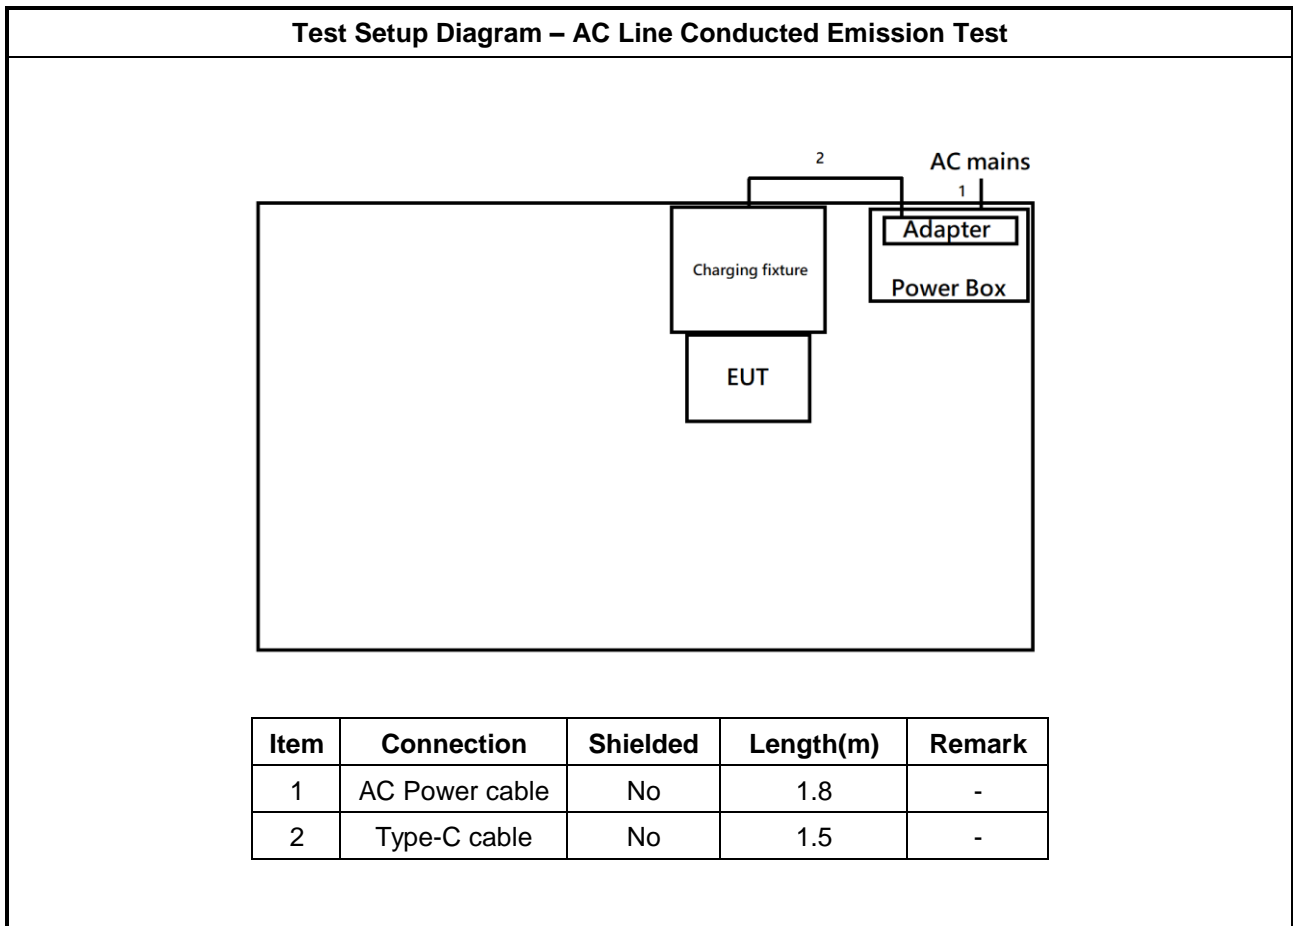 Test Setup Diagram – AC Line Conducted Emission Test
2
AC mains
1
Adapter
Charging fixture
Power Box
EUT
Item Connection Shielded Length(m) Remark
1 AC Power cable No 1.8 -
2 Type-C cable No 1.5 -